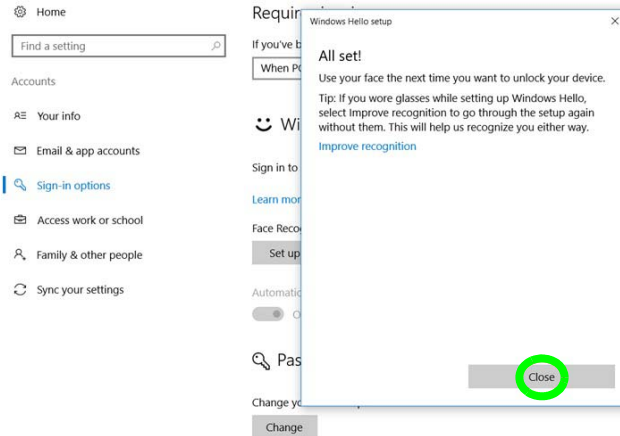 Home
Find a setting
Accounts
Your info
Email & app accounts
Sign-in options
Access work or school
Family & other people
Sync your settings
If you've b
When PC
Sign in to
Learn mor
Face Reco
Set up
Automatic
Change yo
Change
Windows Hello setup
All set!
Use your face the next time you want to unlock your device.
Tip: If you wore glasses while setting up Windows Hello,
select Improve recognition to go through the setup again
without them. This will help us recognize you either way.
Improve recognition
Close